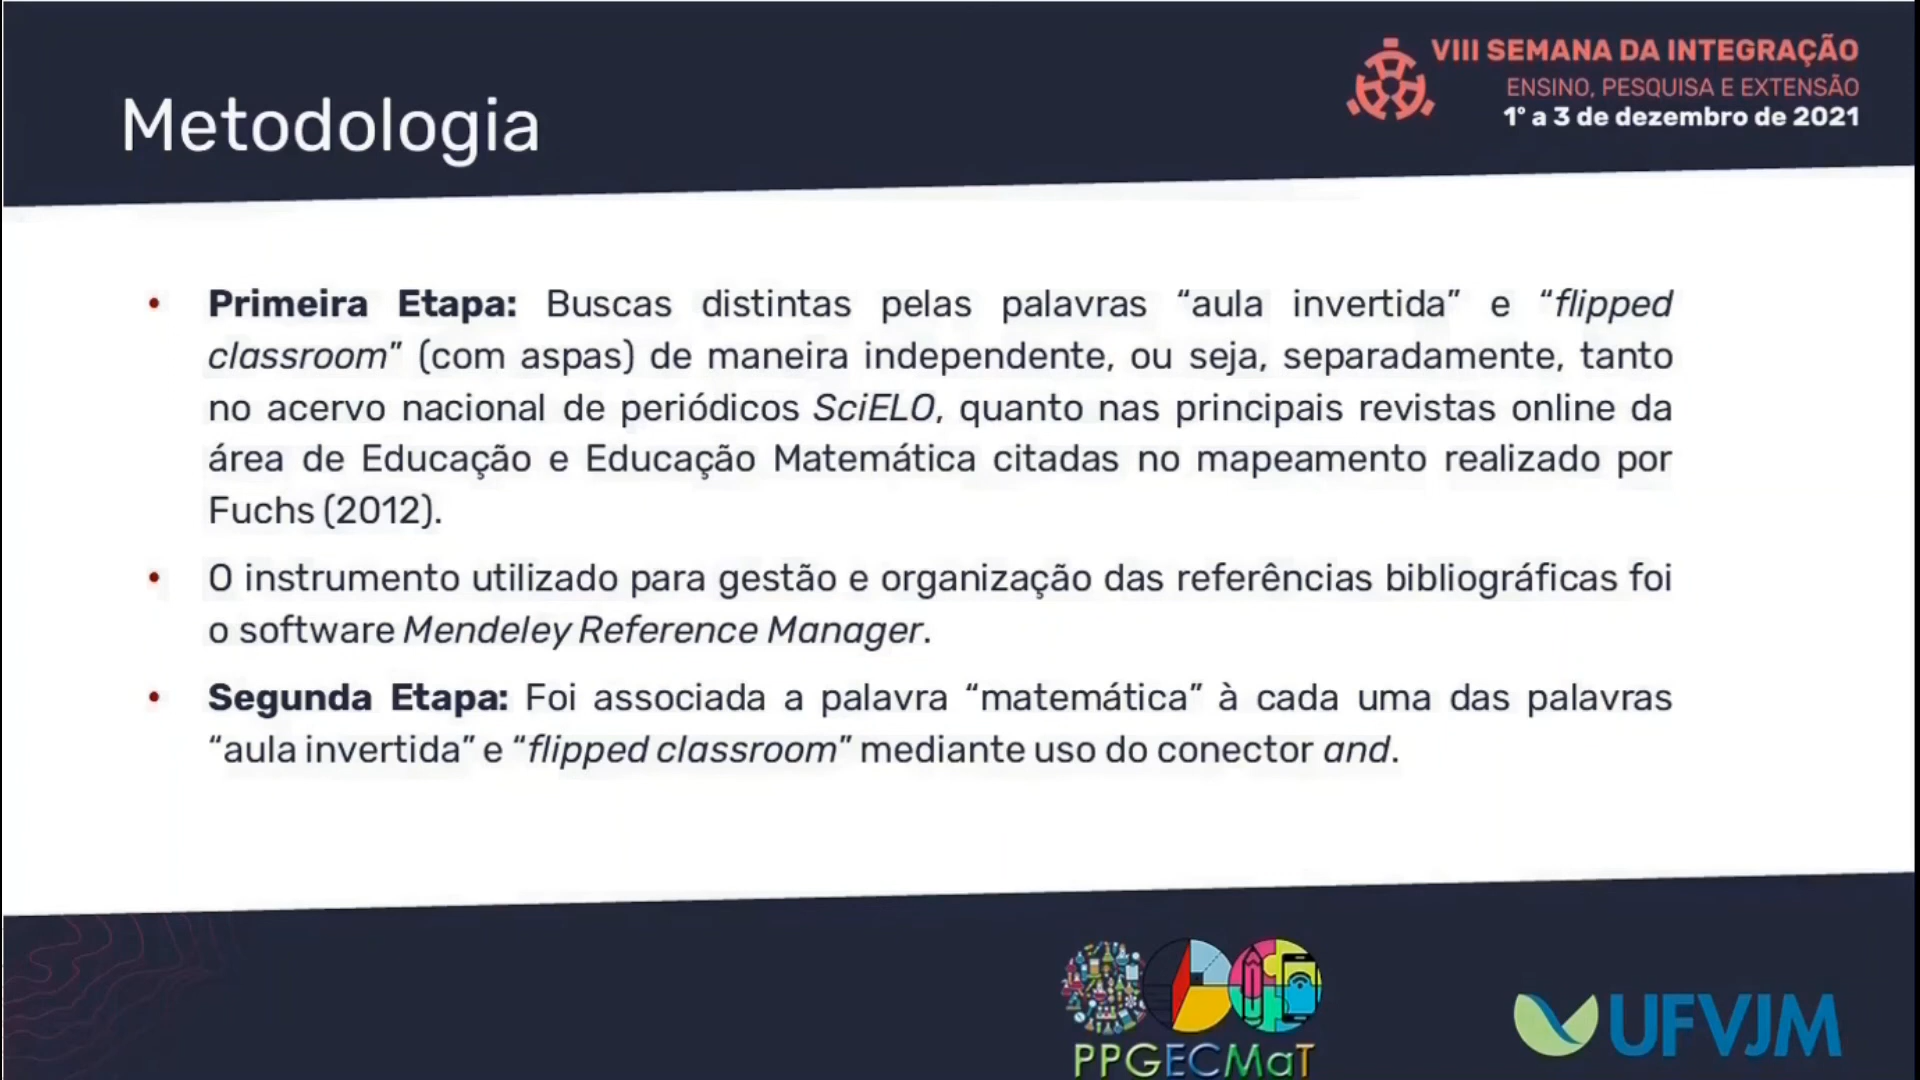 VIII SEMANA DA INTEGRAÇÃO
ENSINO, PESQUISA E EXTENSÃO
1º a 3 de dezembro de 2021
Metodologia
• Primeira Etapa: Buscas distintas pelas palavras “aula invertida” e “flipped
classroom” (com aspas) de maneira independente, ou seja, separadamente, tanto
no acervo nacional de periódicos SciELO, quanto nas principais revistas online da
área de Educação e Educação Matemática citadas no mapeamento realizado por
Fuchs (2012).
• O instrumento utilizado para gestão e organização das referências bibliográficas foi
o software Mendeley Reference Manager.
• Segunda Etapa: Foi associada a palavra “matemática” à cada uma das palavras
“aula invertida” e “flipped classroom” mediante uso do conector and.
PPGECMaT
UFVJM